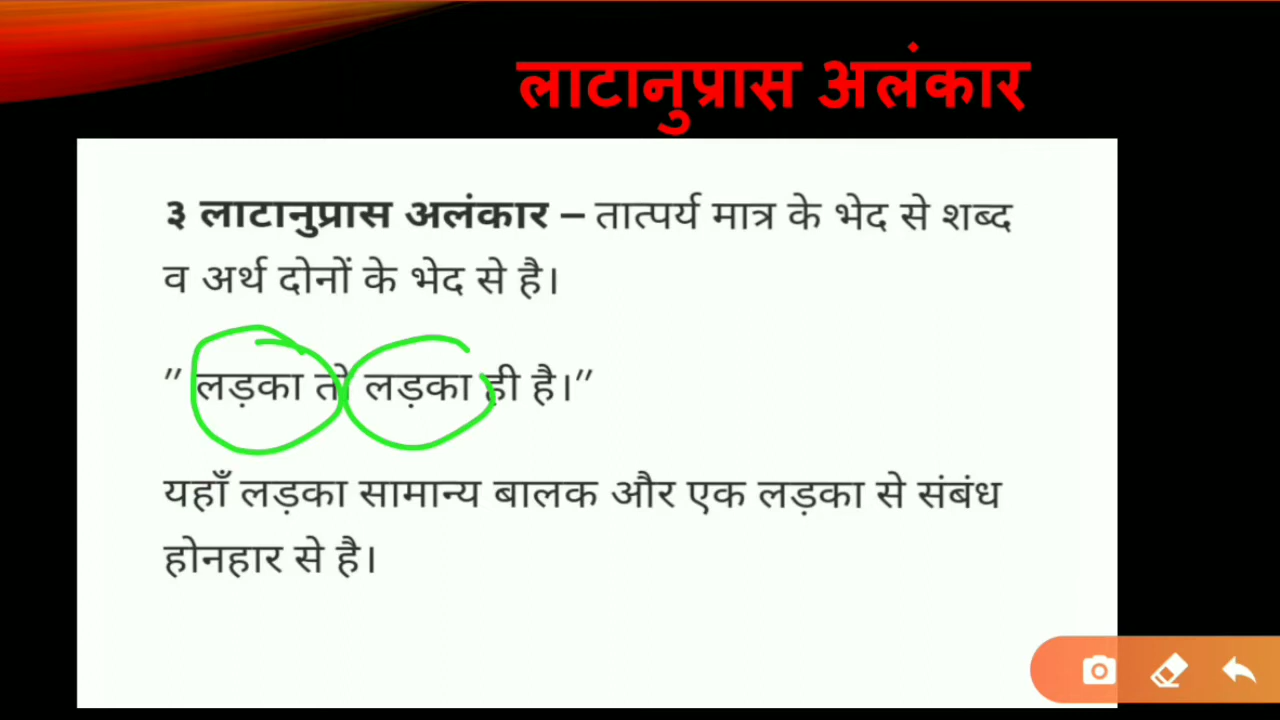 लाटानुप्रास अलंकार
३ लाटानुप्रास अलंकार – तात्पर्य मात्र के भेद से शब्द
व अर्थ दोनों के भेद से है।
” लड़का तो लड़का ही है।”
यहाँ लड़का सामान्य बालक और एक लड़का से संबंध
होनहार से है।